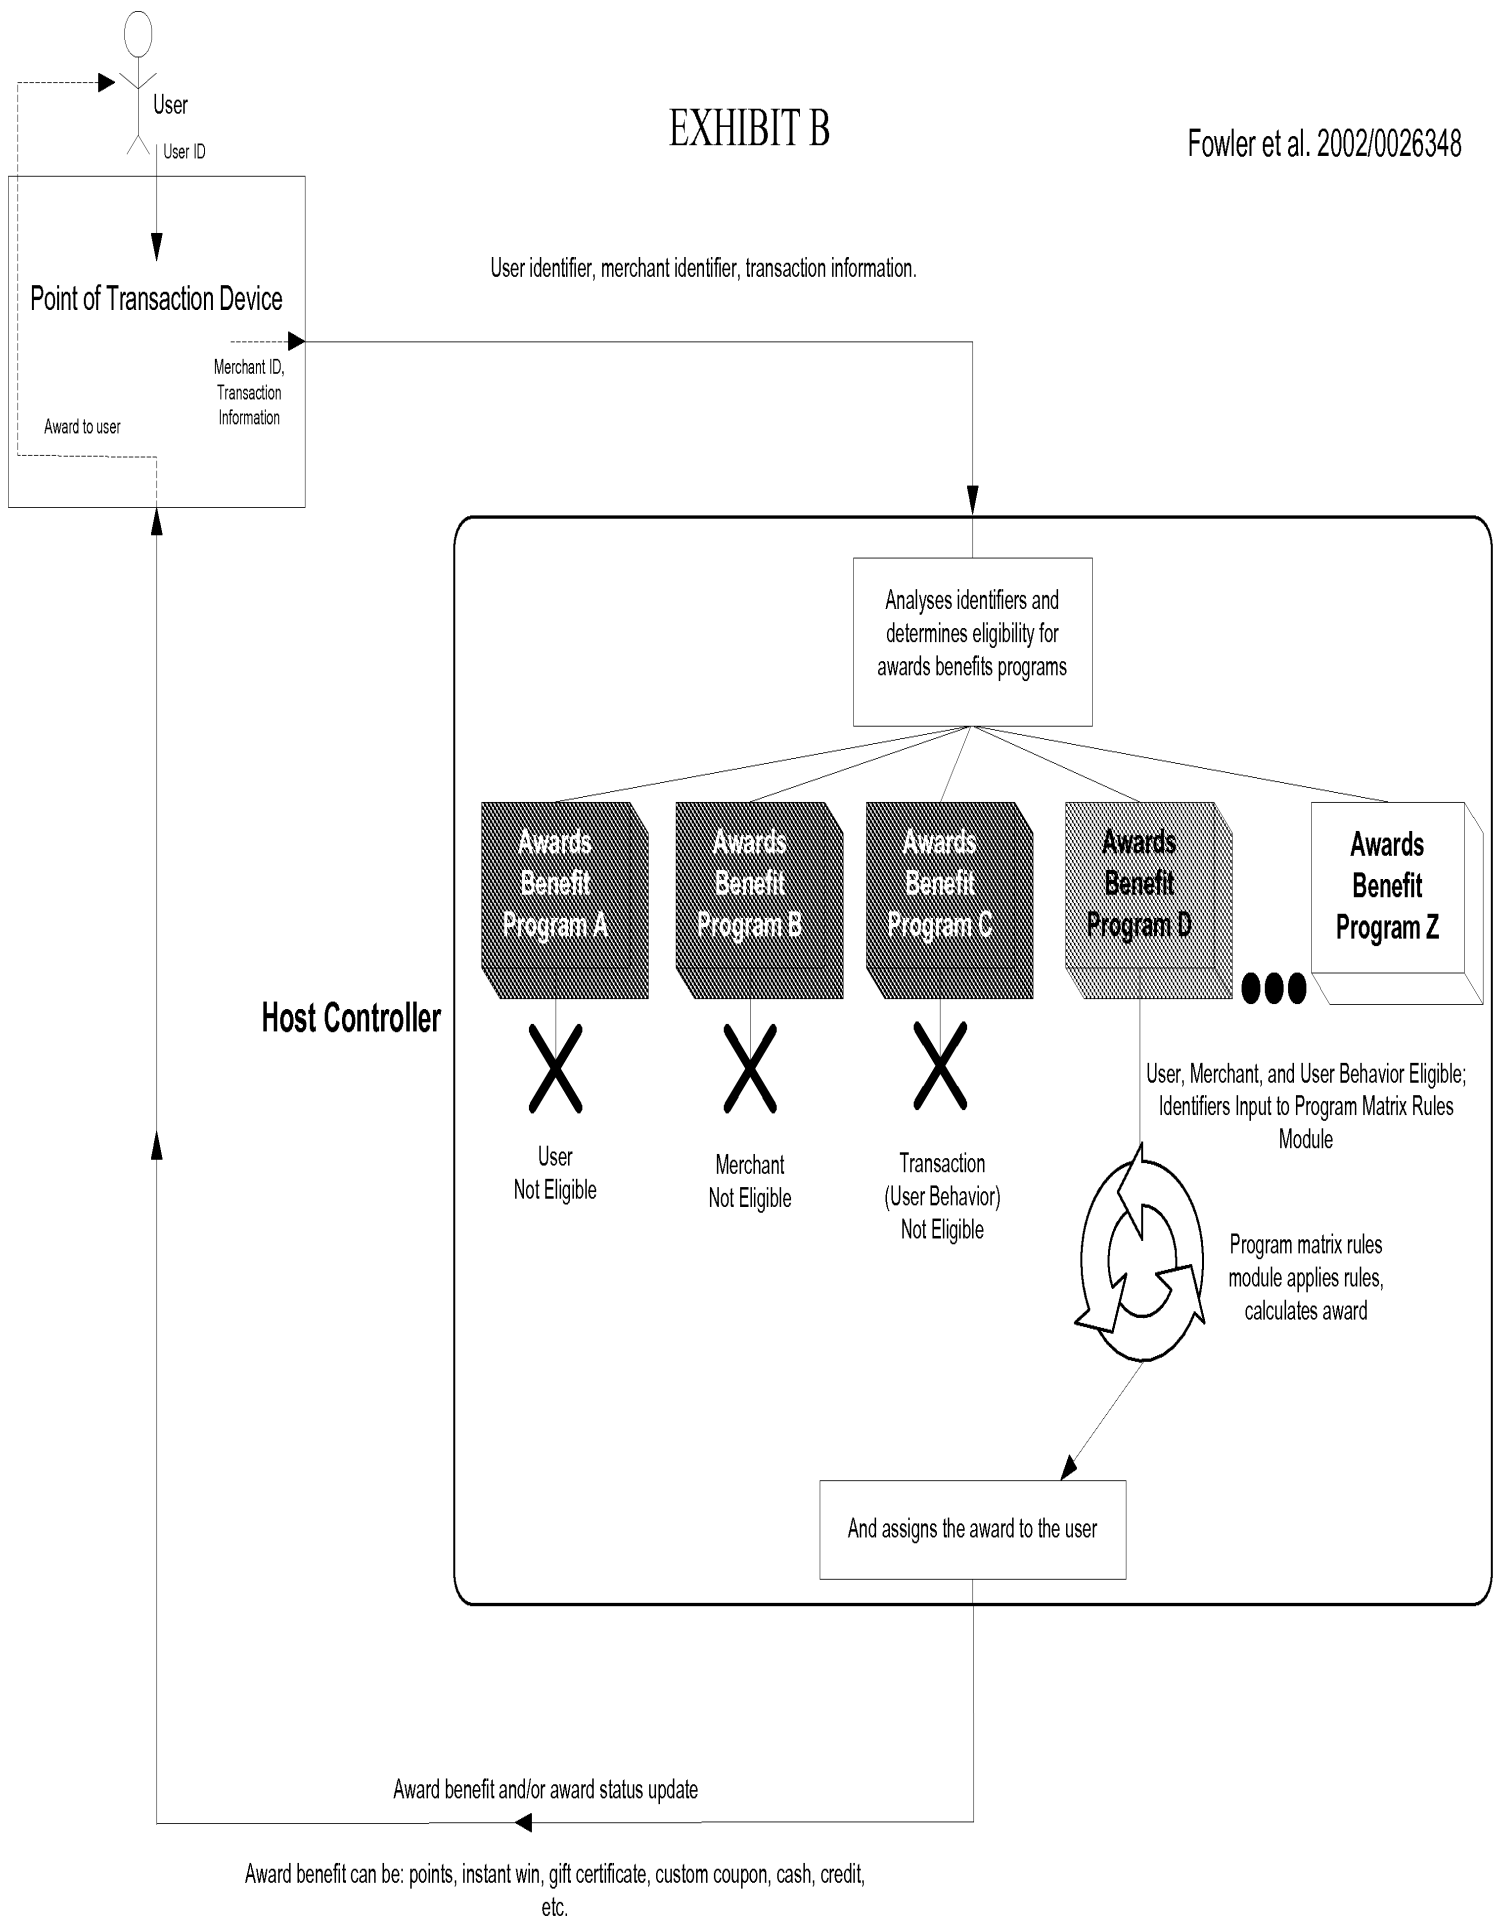 User
User ID
EXHIBIT B
Fowler et al. 2002/0026348
User identifier, merchant identifier, transaction information.
Point of Transaction Device
Merchant ID,
Transaction
Information
Award to user
Analyses identifiers and
determines eligibility for
awards benefits programs
Awards
Benefit
Program A
Awards
Benefit
Program B
Awards
Benefit
Program C
Awards
Benefit
Program D
Awards
Benefit
Program Z
Host Controller
User
Not Eligible
Merchant
Not Eligible
Transaction
(User Behavior)
Not Eligible
User, Merchant, and User Behavior Eligible;
Identifiers Input to Program Matrix Rules
Module
Program matrix rules
module applies rules,
calculates award
And assigns the award to the user
Award benefit and/or award status update
Award benefit can be: points, instant win, gift certificate, custom coupon, cash, credit,
etc.